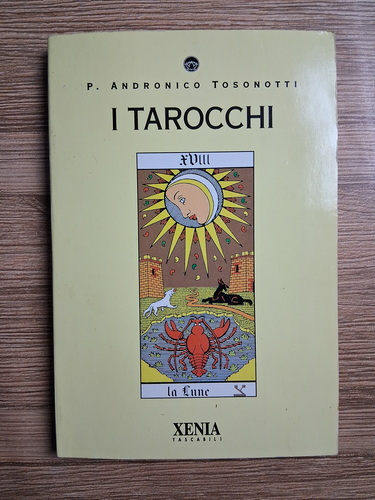 P. ANDRONICO TOSONOTTI
I TAROCCHI
XVIII
la Lune
XENIA
TASCABILI